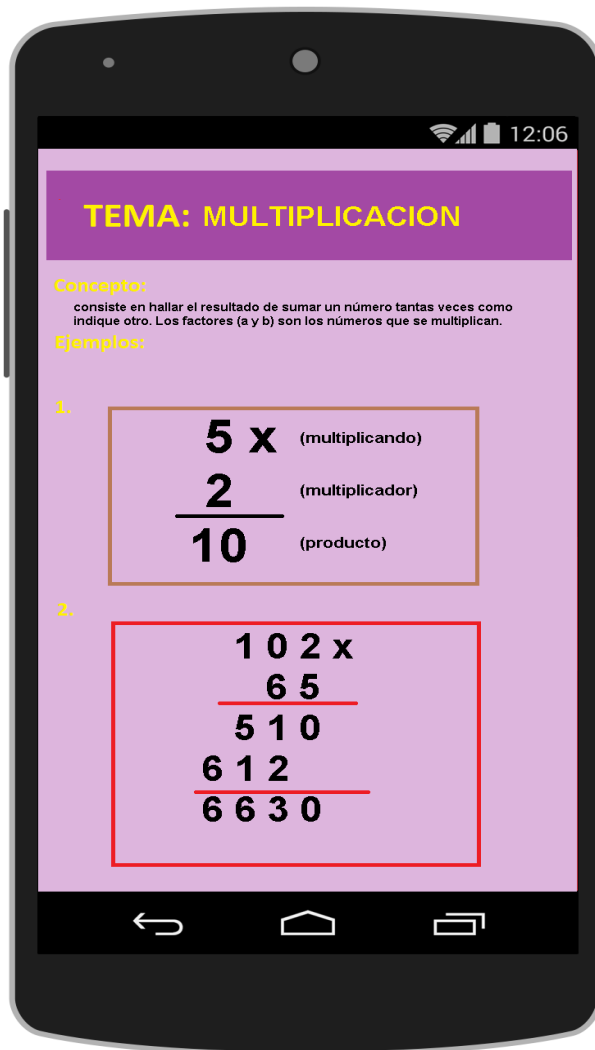 12:06
TEMA: MULTIPLICACION
Concepto:
consiste en hallar el resultado de sumar un número tantas veces como
indique otro. Los factores (a y b) son los números que se multiplican.
Ejemplos:
1.
5 x (multiplicando)
2 (multiplicador)
10 (producto)
2.
1 0 2 x
6 5
5 1 0
6 1 2
6 6 3 0